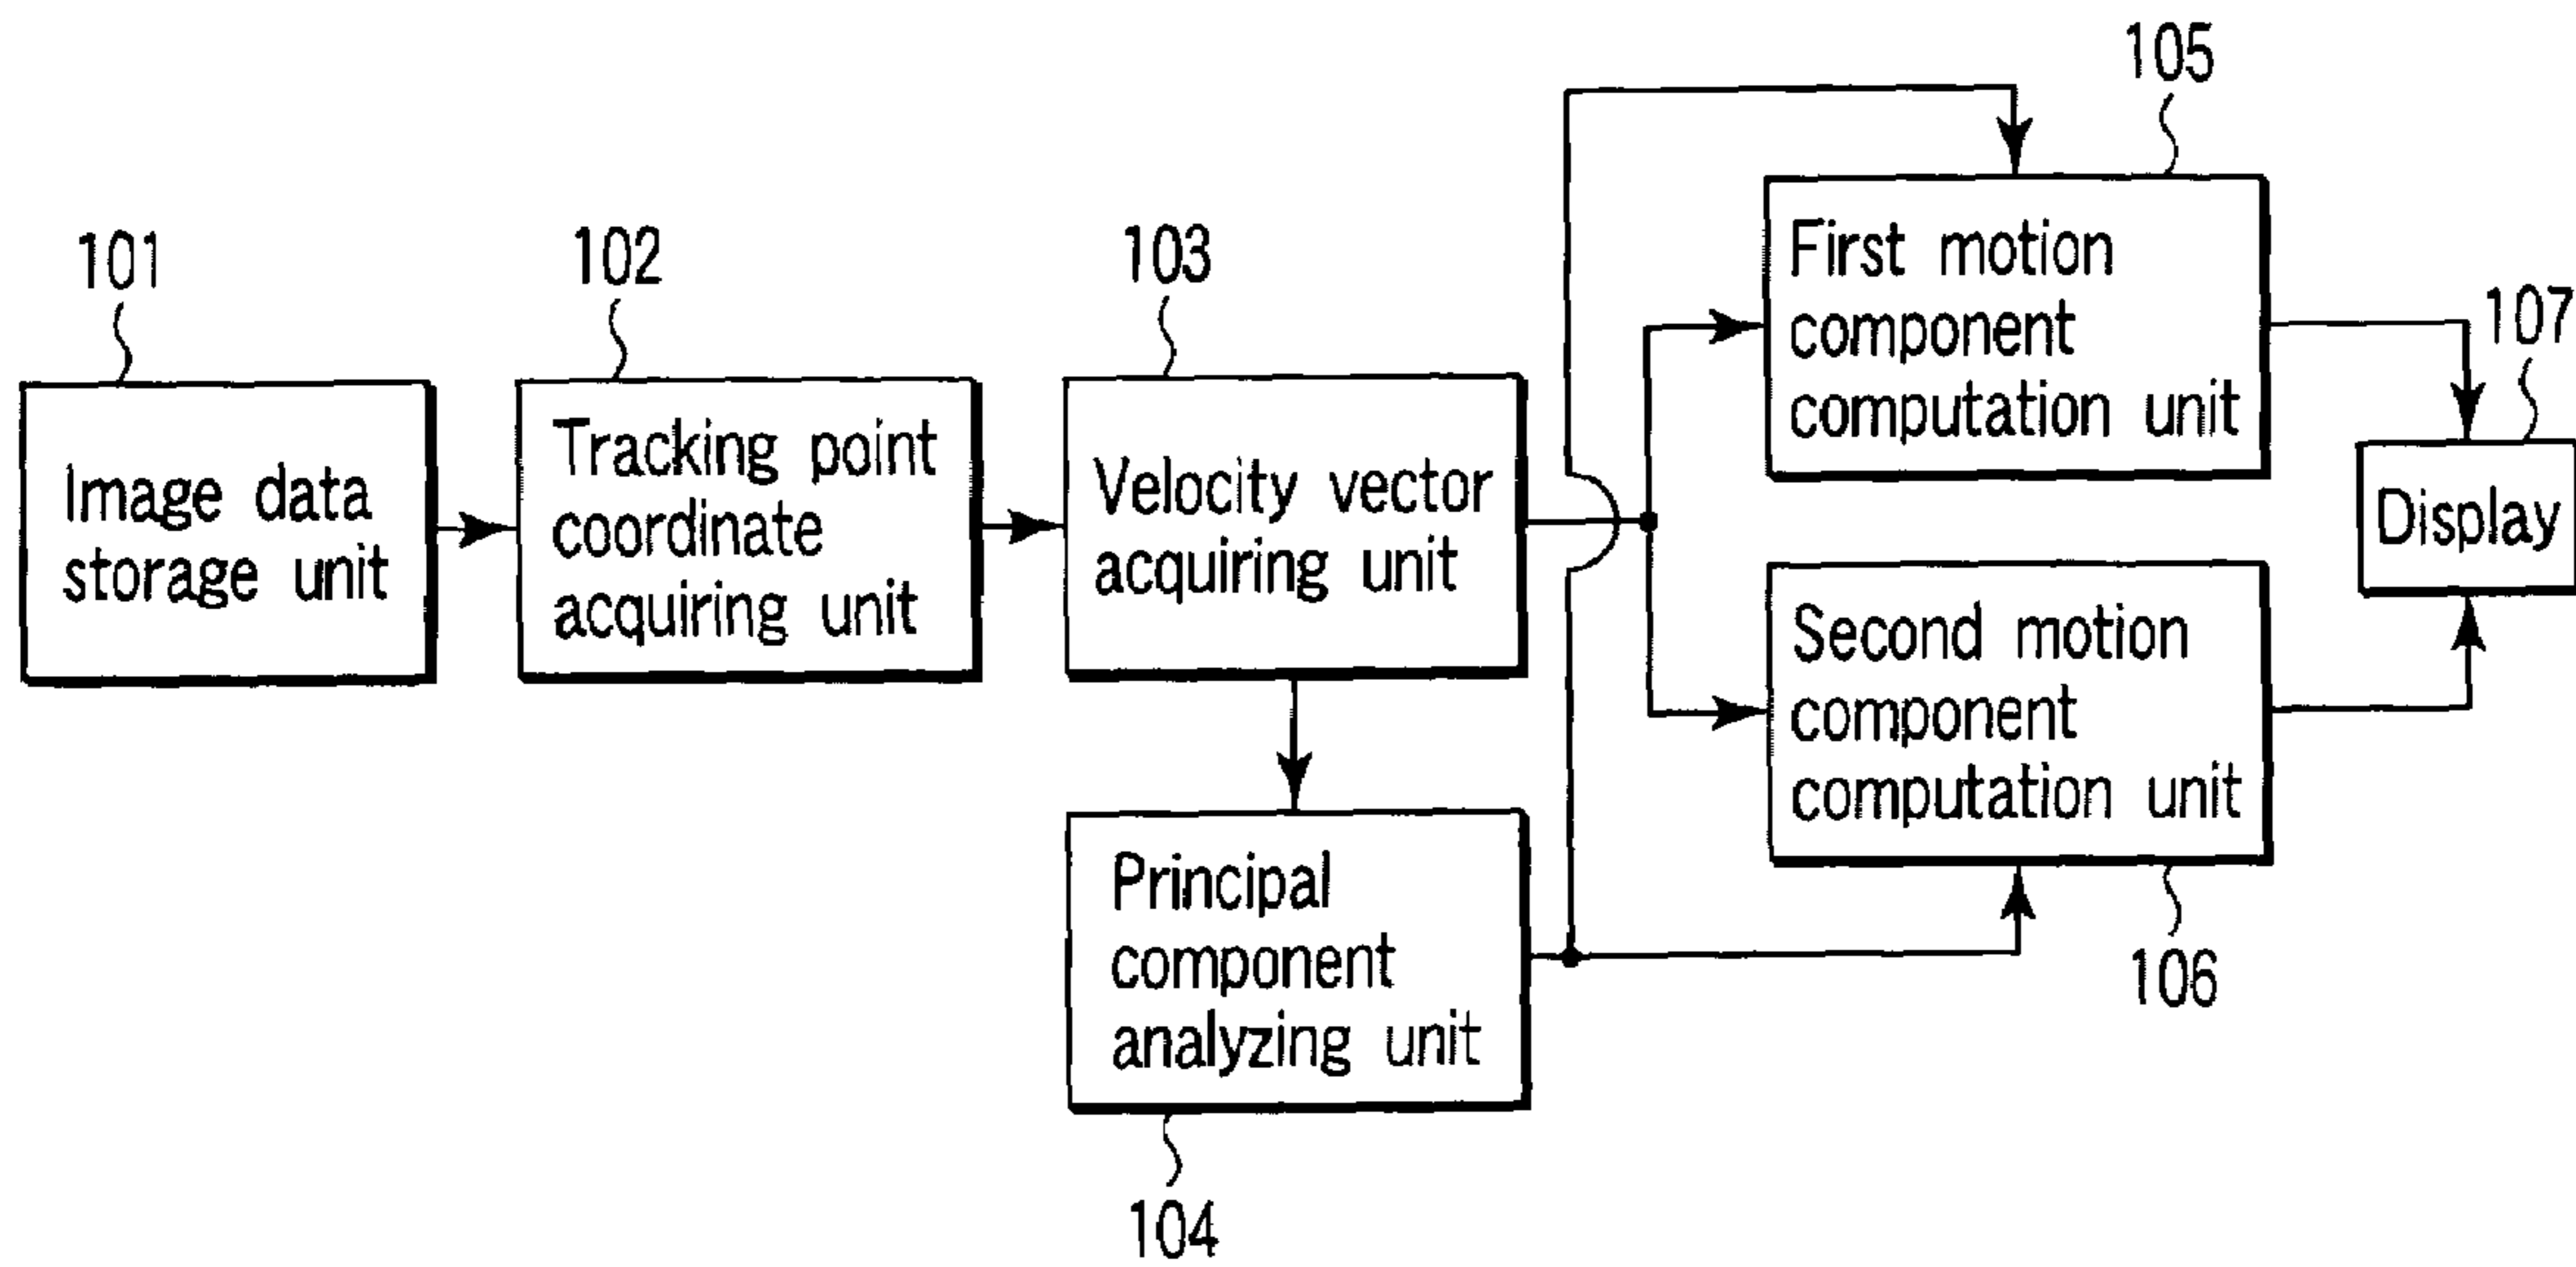 101
Image data
storage unit
102
Tracking point
coordinate
acquiring unit
103
Velocity vector
acquiring unit
Principal
component
analyzing unit
104
105
First motion
component
computation unit
Second motion
component
computation unit
106
107
Display